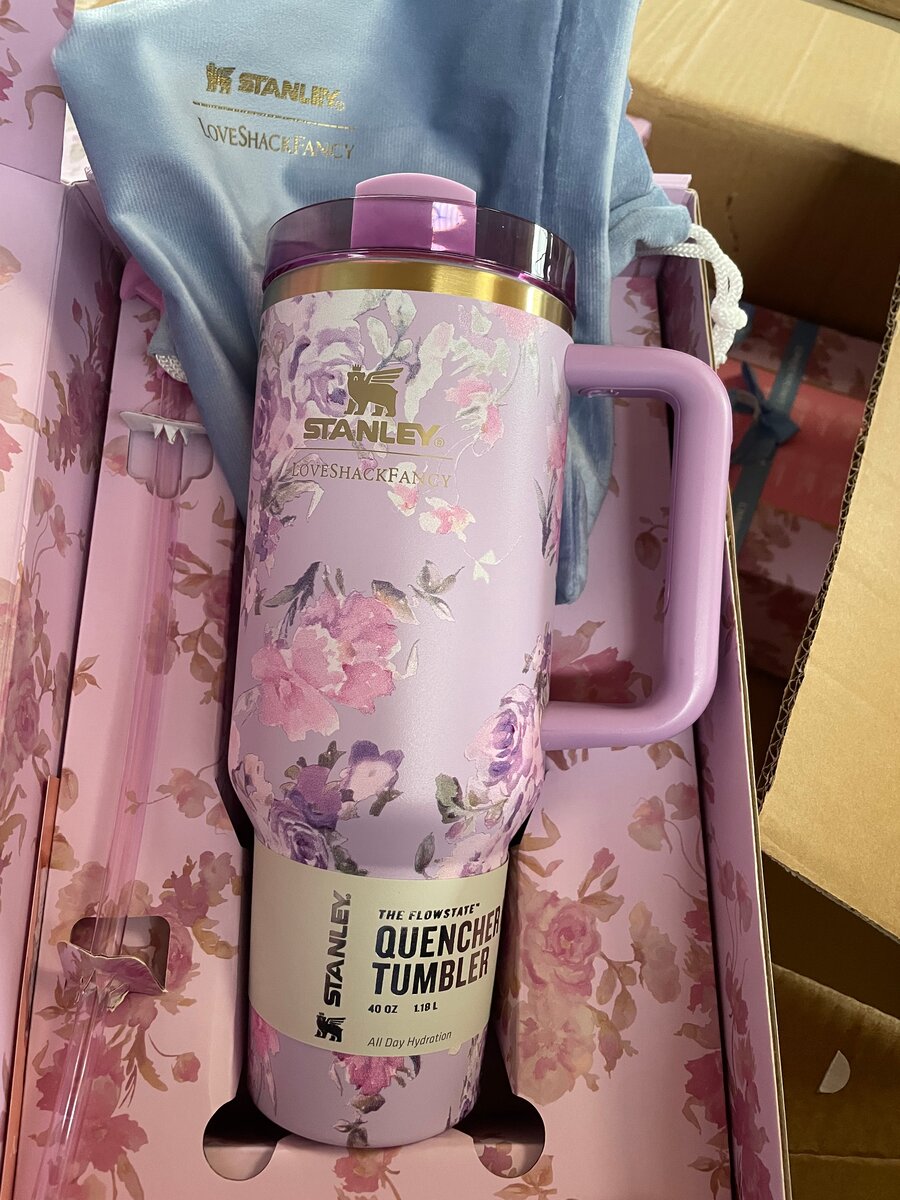 STANLEY®
LOVESHACKFANCY
STANLEY®
LOVESHACKFANCY
STANLEY
THE FLOWSTATE™
QUENCHER
TUMBLER
40 OZ 1.18 L
All Day Hydration